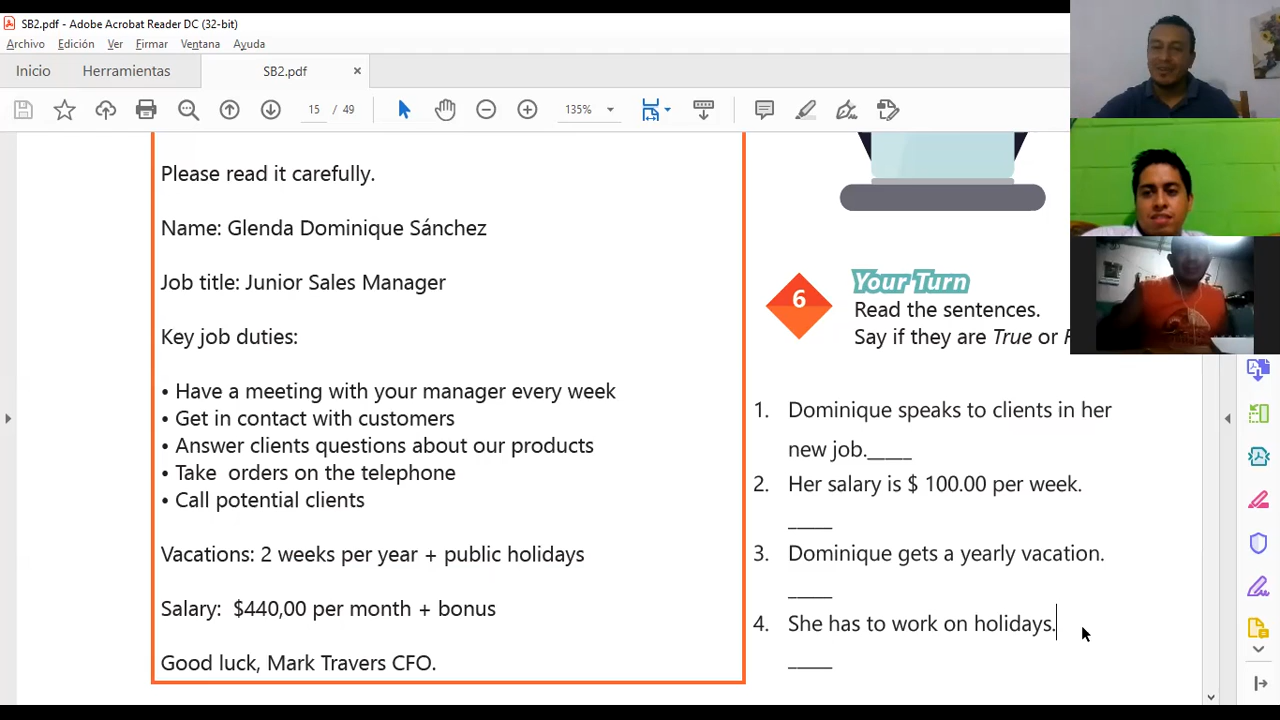 SB2.pdf - Adobe Acrobat Reader DC (32-bit)
Archivo Edición Ver Firmar Ventana Ayuda
Inicio Herramientas SB2.pdf ×
15 / 49 135%
Please read it carefully.
Name: Glenda Dominique Sánchez
Job title: Junior Sales Manager
Key job duties:
• Have a meeting with your manager every week
• Get in contact with customers
• Answer clients questions about our products
• Take orders on the telephone
• Call potential clients
Vacations: 2 weeks per year + public holidays
Salary: $440,00 per month + bonus
Good luck, Mark Travers CFO.
6 Your Turn
Read the sentences.
Say if they are True or
1. Dominique speaks to clients in her
new job._____
2. Her salary is $ 100.00 per week.
_____
3. Dominique gets a yearly vacation.
_____
4. She has to work on holidays.
_____